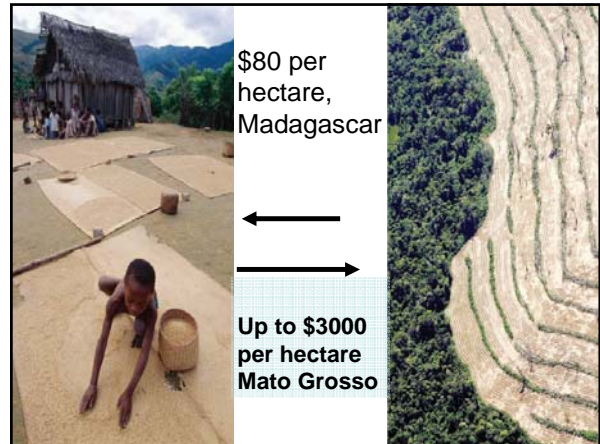 $80 per
hectare,
Madagascar
Up to $3000
per hectare
Mato Grosso